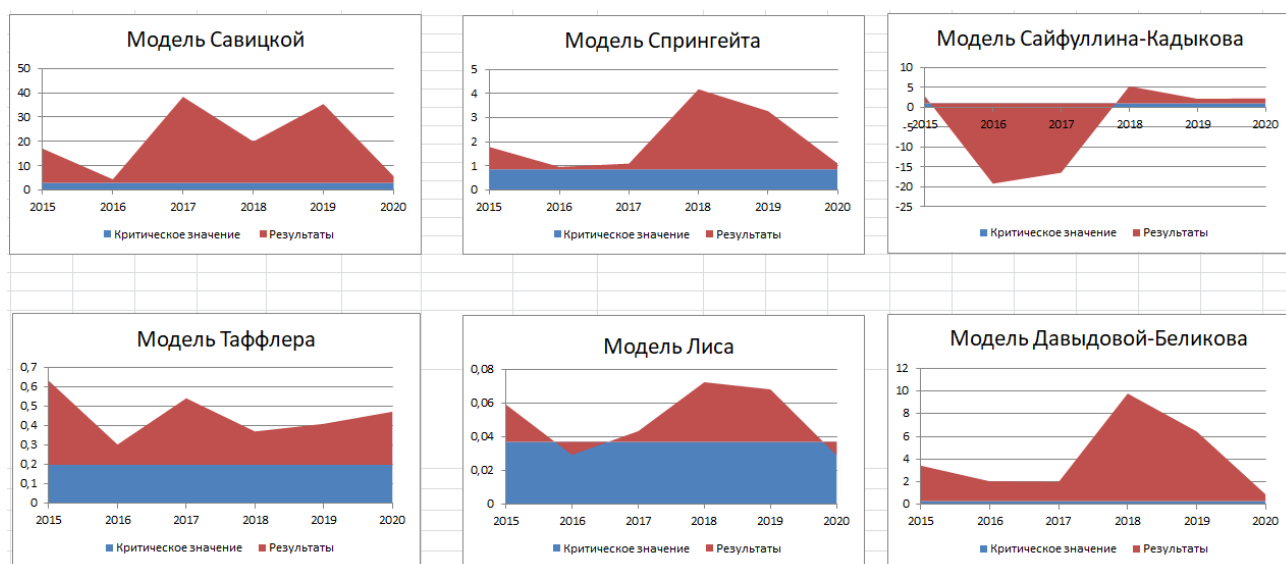 Модель Савицкой
50
40
30
20
10
0
2015 2016 2017 2018 2019 2020
Критическое значение Результаты
Модель Спрингейта
5
4
3
2
1
0
2015 2016 2017 2018 2019 2020
Критическое значение Результаты
Модель Сайфуллина-Кадыкова
10
5
0
-5
-10
-15
-20
-25
2015 2016 2017 2018 2019 2020
Критическое значение Результаты
Модель Таффлера
0,7
0,6
0,5
0,4
0,3
0,2
0,1
0
2015 2016 2017 2018 2019 2020
Критическое значение Результаты
Модель Лиса
0,08
0,06
0,04
0,02
0
2015 2016 2017 2018 2019 2020
Критическое значение Результаты
Модель Давыдовой-Беликова
12
10
8
6
4
2
0
2015 2016 2017 2018 2019 2020
Критическое значение Результаты